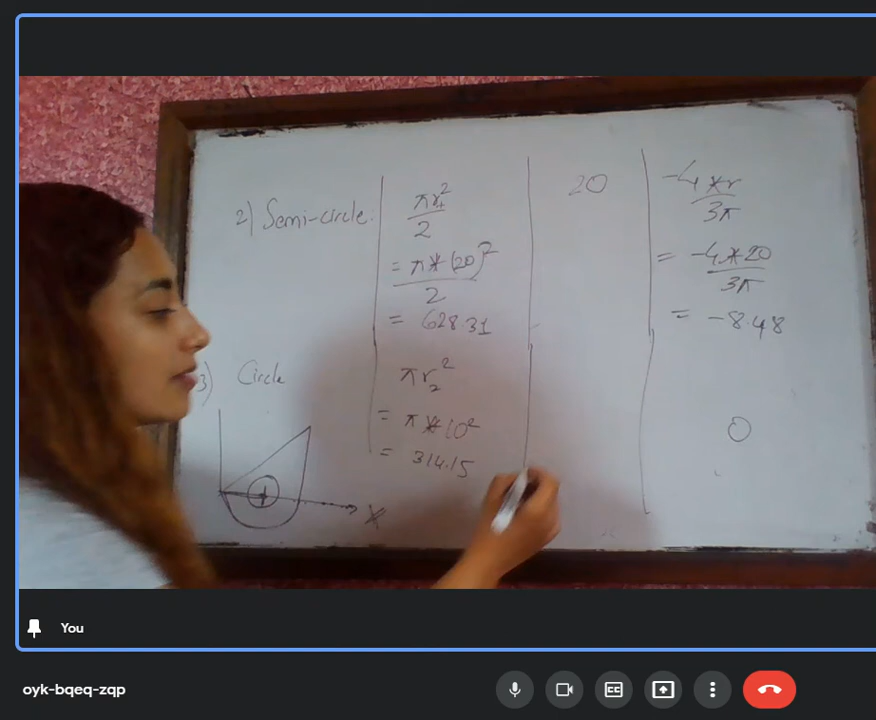 2) Semi-circle.
πr₁²
2
= π*(20)²
2
= 628.31
20
-4*r
3π
= -4*20
3π
= -8.48
3) Circle
πr₂²
= π*10²
= 314.15
0
X
You
oyk-bqeq-zqp
CC